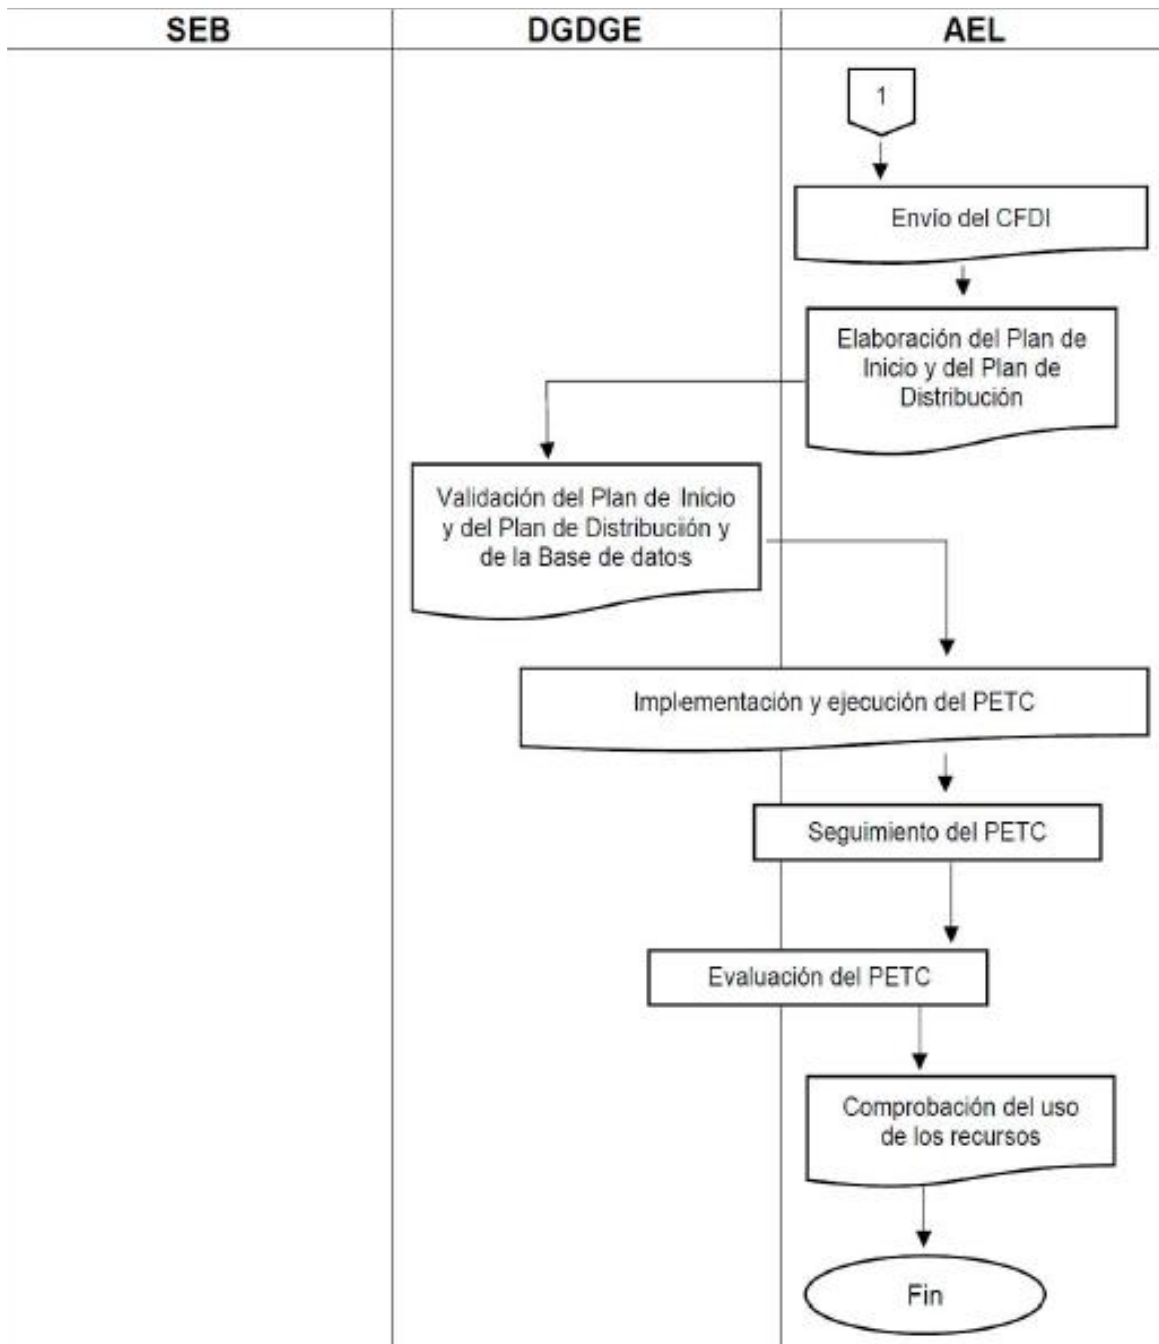 SEB
DGDGE
AEL
1
Envío del CFDI
Elaboración del Plan de
Inicio y del Plan de
Distribución
Validación del Plan de Inicio
y del Plan de Distribución y
de la Base de datos
Implementación y ejecución del PETC
Seguimiento del PETC
Evaluación del PETC
Comprobación del uso
de los recursos
Fin